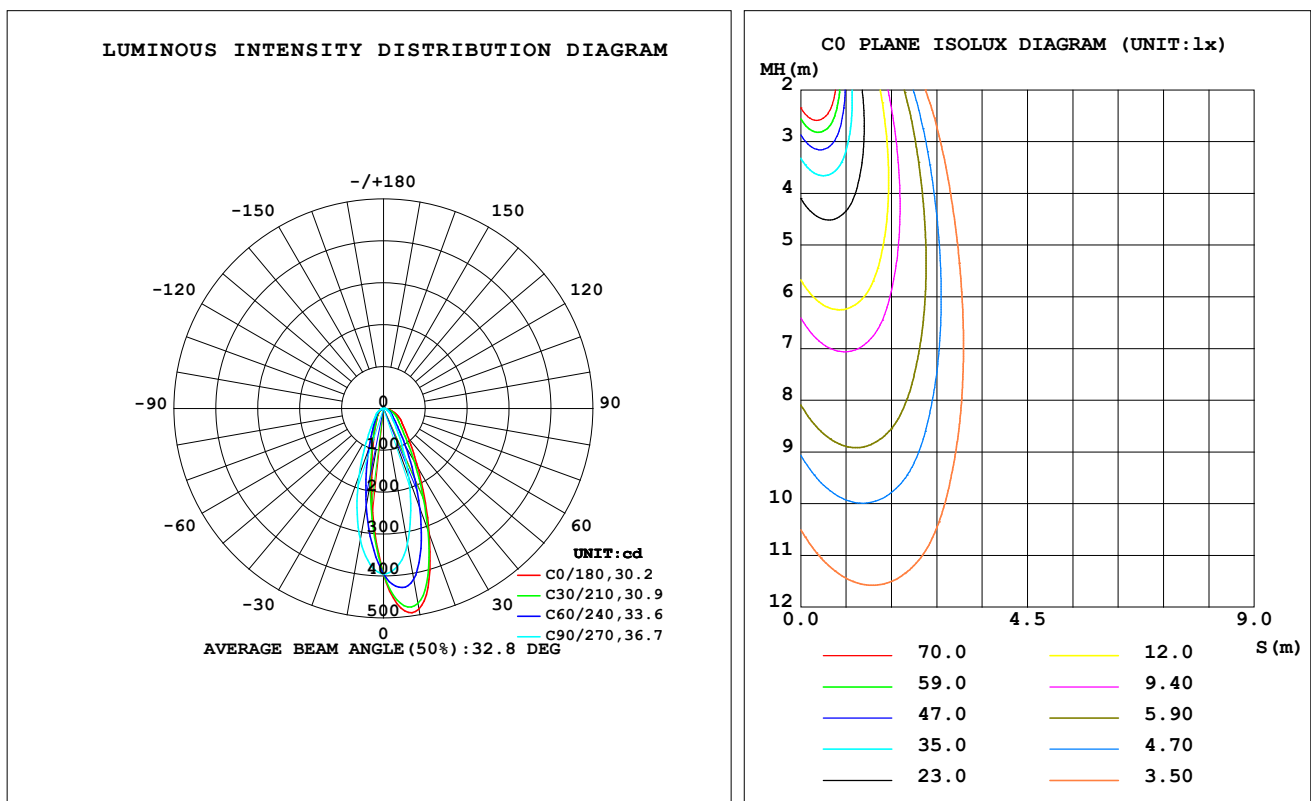 LUMINOUS INTENSITY DISTRIBUTION DIAGRAM
-/+180
-150 150
-120 120
-90 90
-60 60
-30 30
0
0
100
200
300
400
500
UNIT:cd
C0/180,30.2
C30/210,30.9
C60/240,33.6
C90/270,36.7
AVERAGE BEAM ANGLE(50%):32.8 DEG
C0 PLANE ISOLUX DIAGRAM (UNIT:lx)
MH(m)
2
3
4
5
6
7
8
9
10
11
12
0.0 4.5 9.0
S(m)
70.0 12.0
59.0 9.40
47.0 5.90
35.0 4.70
23.0 3.50